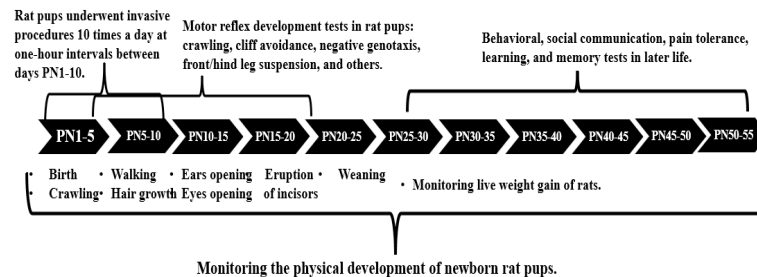 Rat pups underwent invasive
procedures 10 times a day at
one-hour intervals between
days PN1-10.
Motor reflex development tests in rat pups:
crawling, cliff avoidance, negative genotaxis,
front/hind leg suspension, and others.
Behavioral, social communication, pain tolerance,
learning, and memory tests in later life.
PN1-5 PN5-10 PN10-15 PN15-20 PN20-25 PN25-30 PN30-35 PN35-40 PN40-45 PN45-50 PN50-55
• Birth
• Crawling
• Walking
• Hair growth
• Ears opening
• Eyes opening
• Eruption
of incisors
• Weaning
• Monitoring live weight gain of rats.
Monitoring the physical development of newborn rat pups.